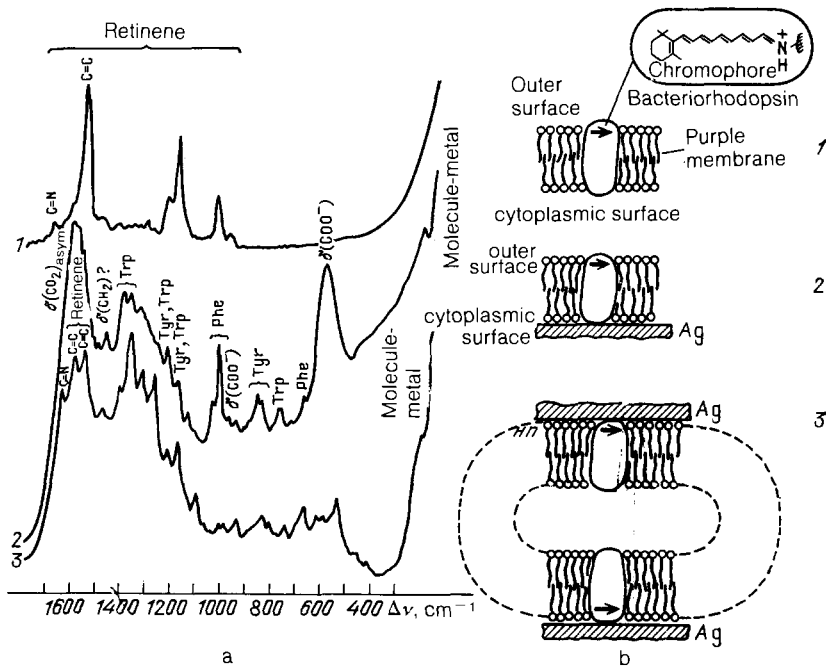 Retinene
C=C
C=N
1
Molecule-metal
δ(CO₂)asym
C=N
C=C} Retinene
C=C}
δ(CH₂)?
}Trp
Tyr, Trp
Tyr, Trp
} Phe
δ(COO⁻)
}Tyr
Trp
Phe
δ(COO⁻)
Molecule-
metal
2
3
1600 1400 1200 1000 800 600 400 Δν, cm⁻¹
a
+
N
H
Chromophore
Bacteriorhodopsin
Outer
surface
Purple
membrane
1
cytoplasmic surface
outer
surface
2
cytoplasmic
surface
Ag
Ag
3
нп
Ag
b